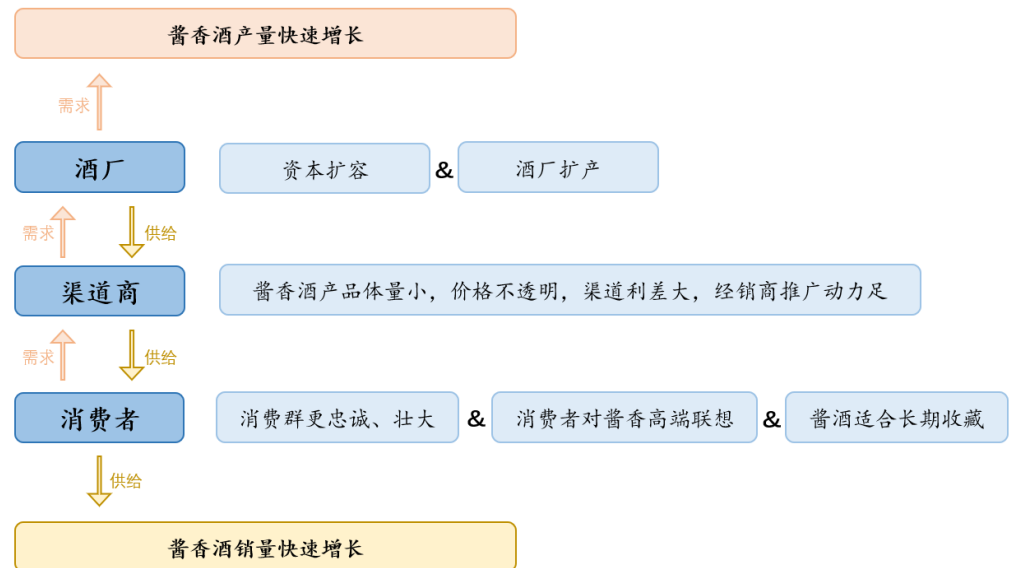 酱香酒产量快速增长
需求
酒厂
资本扩容 & 酒厂扩产
需求 供给
渠道商
酱香酒产品体量小，价格不透明，渠道利差大，经销商推广动力足
需求 供给
消费者
消费群更忠诚、壮大 & 消费者对酱香高端联想 & 酱酒适合长期收藏
供给
酱香酒销量快速增长